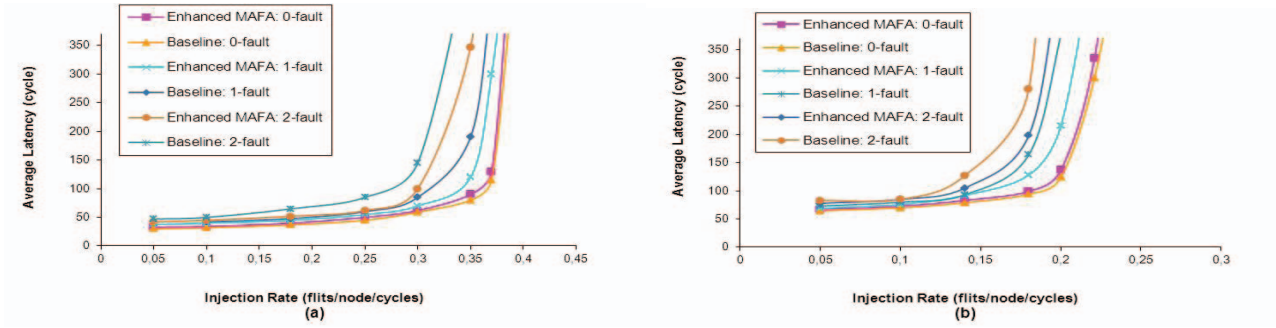 Enhanced MAFA: 0-fault
Baseline: 0-fault
Enhanced MAFA: 1-fault
Baseline: 1-fault
Enhanced MAFA: 2-fault
Baseline: 2-fault
Average Latency (cycle)
350
300
250
200
150
100
50
0
0 0,05 0,1 0,15 0,2 0,25 0,3 0,35 0,4 0,45
Injection Rate (flits/node/cycles)
(a)
Enhanced MAFA: 0-fault
Baseline: 0-fault
Enhanced MAFA: 1-fault
Baseline: 1-fault
Enhanced MAFA: 2-fault
Baseline: 2-fault
Average Latency (cycle)
350
300
250
200
150
100
50
0
0 0,05 0,1 0,15 0,2 0,25 0,3
Injection Rate (flits/node/cycles)
(b)